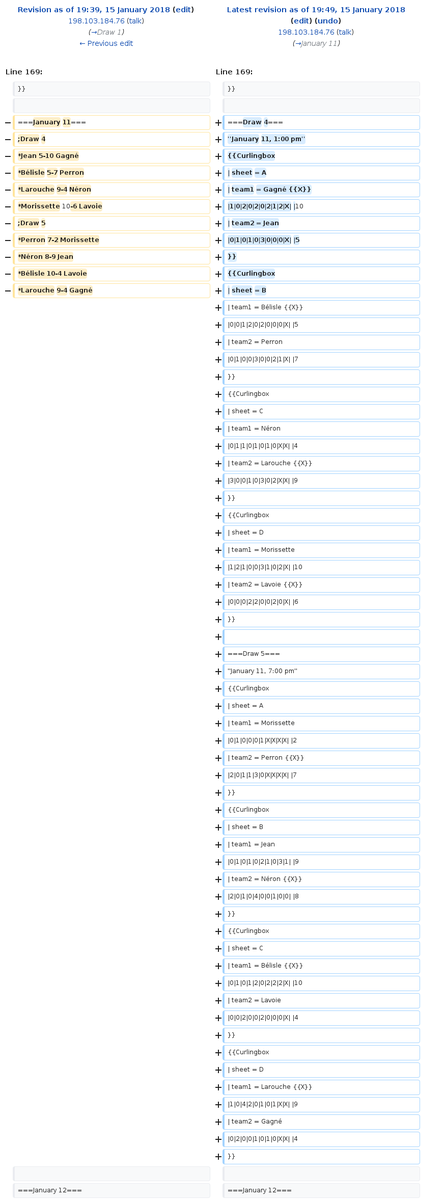 Revision as of 19:39, 15 January 2018 (edit)
198.103.184.76 (talk)
(→Draw 1)
← Previous edit
Latest revision as of 19:49, 15 January 2018
(edit) (undo)
198.103.184.76 (talk)
(→January 11)
Line 169:
Line 169:
}}
}}
===January 11===
;Draw 4
*Jean 5-10 Gagné
*Bélisle 5-7 Perron
*Larouche 9-4 Néron
*Morissette 10-6 Lavoie
;Draw 5
*Perron 7-2 Morissette
*Néron 8-9 Jean
*Bélisle 10-4 Lavoie
*Larouche 9-4 Gagné
===Draw 4===
''January 11, 1:00 pm''
{{Curlingbox
| sheet = A
| team1 = Gagné {{X}}
|1|0|2|0|2|0|2|1|2|X| |10
| team2 = Jean
|0|1|0|1|0|3|0|0|0|X| |5
}}
{{Curlingbox
| sheet = B
| team1 = Bélisle {{X}}
|0|0|1|2|0|2|0|0|0|X| |5
| team2 = Perron
|0|1|0|0|3|0|0|2|1|X| |7
}}
{{Curlingbox
| sheet = C
| team1 = Néron
|0|1|1|0|1|0|1|0|X|X| |4
| team2 = Larouche {{X}}
|3|0|0|1|0|3|0|2|X|X| |9
}}
{{Curlingbox
| sheet = D
| team1 = Morissette
|1|2|1|0|0|3|1|0|2|X| |10
| team2 = Lavoie {{X}}
|0|0|0|2|2|0|0|2|0|X| |6
}}
===Draw 5===
''January 11, 7:00 pm''
{{Curlingbox
| sheet = A
| team1 = Morissette
|0|1|0|0|0|1|X|X|X|X| |2
| team2 = Perron {{X}}
|2|0|1|1|3|0|X|X|X|X| |7
}}
{{Curlingbox
| sheet = B
| team1 = Jean
|0|1|0|1|0|2|1|0|3|1| |9
| team2 = Néron {{X}}
|2|0|1|0|4|0|0|1|0|0| |8
}}
{{Curlingbox
| sheet = C
| team1 = Bélisle {{X}}
|0|1|0|1|2|0|2|2|2|X| |10
| team2 = Lavoie
|0|0|2|0|0|2|0|0|0|X| |4
}}
{{Curlingbox
| sheet = D
| team1 = Larouche {{X}}
|1|0|4|2|0|1|0|1|X|X| |9
| team2 = Gagné
|0|2|0|0|1|0|1|0|X|X| |4
}}
===January 12===
===January 12===